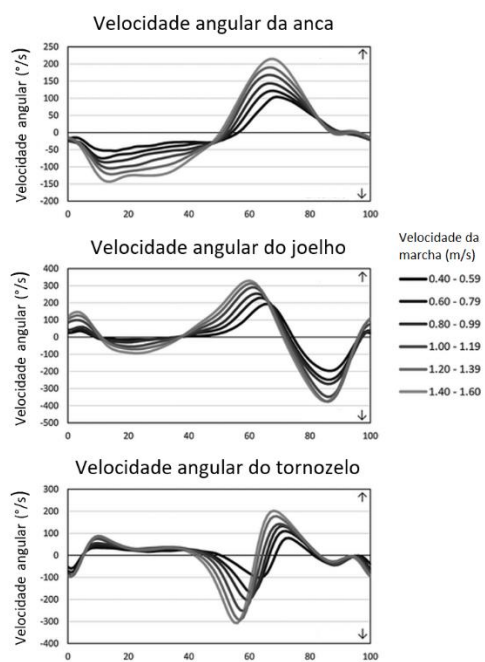 Velocidade angular da anca
Velocidade angular (°/s)
250
200
150
100
50
0
-50
-100
-150
-200
0 20 40 60 80 100
↑
↓
Velocidade angular do joelho
Velocidade angular (°/s)
400
300
200
100
0
-100
-200
-300
-400
-500
0 20 40 60 80 100
↑
↓
Velocidade da
marcha (m/s)
0.40 - 0.59
0.60 - 0.79
0.80 - 0.99
1.00 - 1.19
1.20 - 1.39
1.40 - 1.60
Velocidade angular do tornozelo
Velocidade angular (°/s)
300
200
100
0
-100
-200
-300
-400
0 20 40 60 80 100
↑
↓